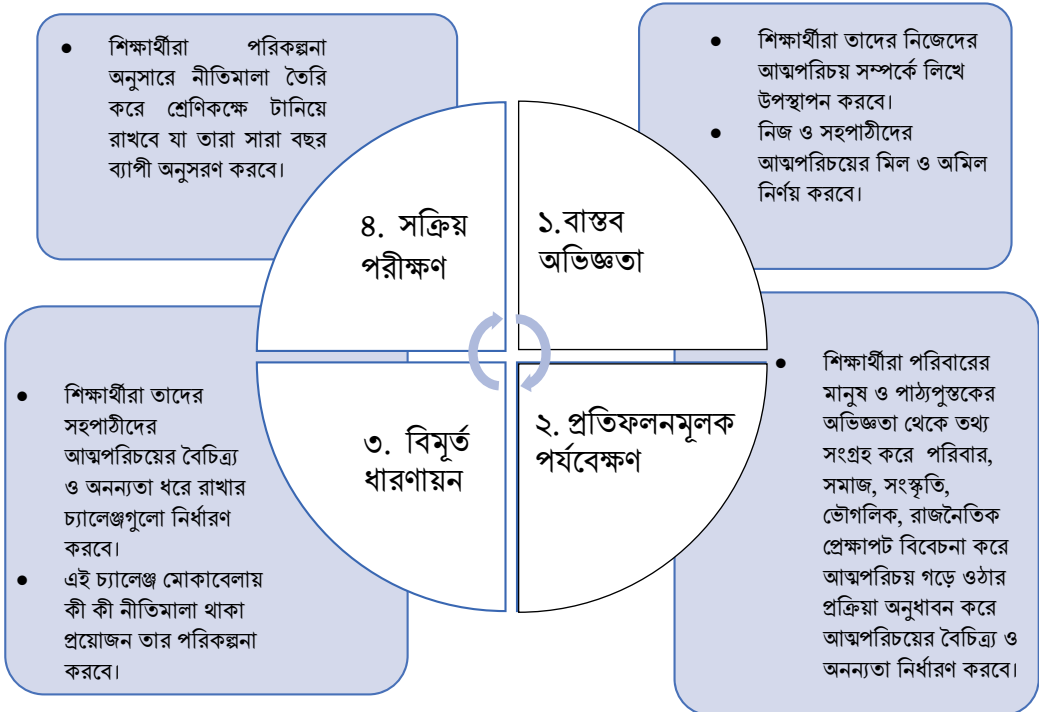 শিক্ষার্থীরা পরিকল্পনা
অনুসারে নীতিমালা তৈরি
করে শ্রেণিকক্ষে টানিয়ে
রাখবে যা তারা সারা বছর
ব্যাপী অনুসরণ করবে।
● শিক্ষার্থীরা তাদের নিজেদের
আত্মপরিচয় সম্পর্কে লিখে
উপস্থাপন করবে।
● নিজ ও সহপাঠীদের
আত্মপরিচয়ের মিল ও অমিল
নির্ণয় করবে।
৪. সক্রিয়
পরীক্ষণ
১.বাস্তব
অভিজ্ঞতা
● শিক্ষার্থীরা তাদের
সহপাঠীদের
আত্মপরিচয়ের বৈচিত্র্য
ও অনন্যতা ধরে রাখার
চ্যালেঞ্জগুলো নির্ধারণ
করবে।
● এই চ্যালেঞ্জ মোকাবেলায়
কী কী নীতিমালা থাকা
প্রয়োজন তার পরিকল্পনা
করবে।
৩. বিমূর্ত
ধারণায়ন
২. প্রতিফলনমূলক
পর্যবেক্ষণ
● শিক্ষার্থীরা পরিবারের
মানুষ ও পাঠ্যপুস্তকের
অভিজ্ঞতা থেকে তথ্য
সংগ্রহ করে পরিবার,
সমাজ, সংস্কৃতি,
ভৌগলিক, রাজনৈতিক
প্রেক্ষাপট বিবেচনা করে
আত্মপরিচয় গড়ে ওঠার
প্রক্রিয়া অনুধাবন করে
আত্মপরিচয়ের বৈচিত্র্য ও
অনন্যতা নির্ধারণ করবে।